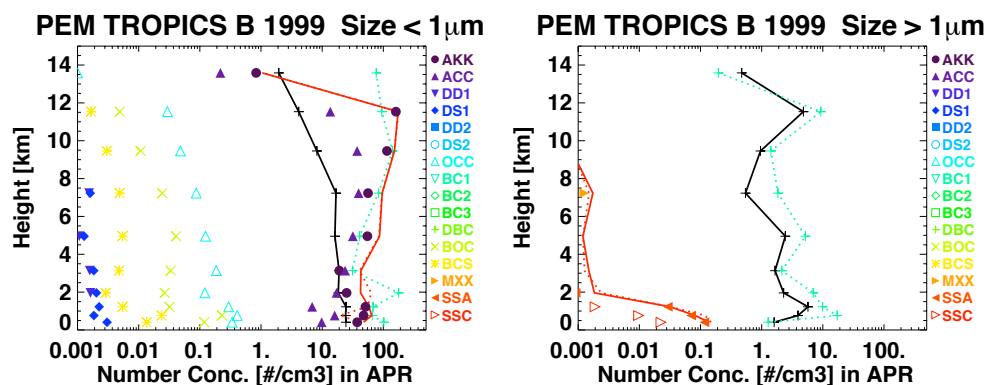 PEM TROPICS B 1999 Size < 1μm
PEM TROPICS B 1999 Size > 1μm
Height [km]
14
12
10
8
6
4
2
0
0.001 0.01 0.1 1. 10. 100.
Number Conc. [#/cm3] in APR
AKK
ACC
DD1
DS1
DD2
DS2
OCC
BC1
BC2
BC3
DBC
BOC
BCS
MXX
SSA
SSC
Height [km]
14
12
10
8
6
4
2
0
0.001 0.01 0.1 1. 10. 100.
Number Conc. [#/cm3] in APR
AKK
ACC
DD1
DS1
DD2
DS2
OCC
BC1
BC2
BC3
DBC
BOC
BCS
MXX
SSA
SSC